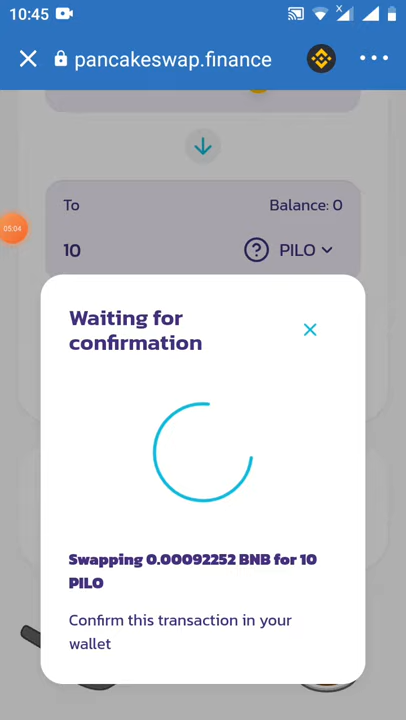 10:45
pancakeswap.finance
To
Balance: 0
05:04
10
PILO
Waiting for
confirmation
Swapping 0.00092252 BNB for 10
PILO
Confirm this transaction in your
wallet